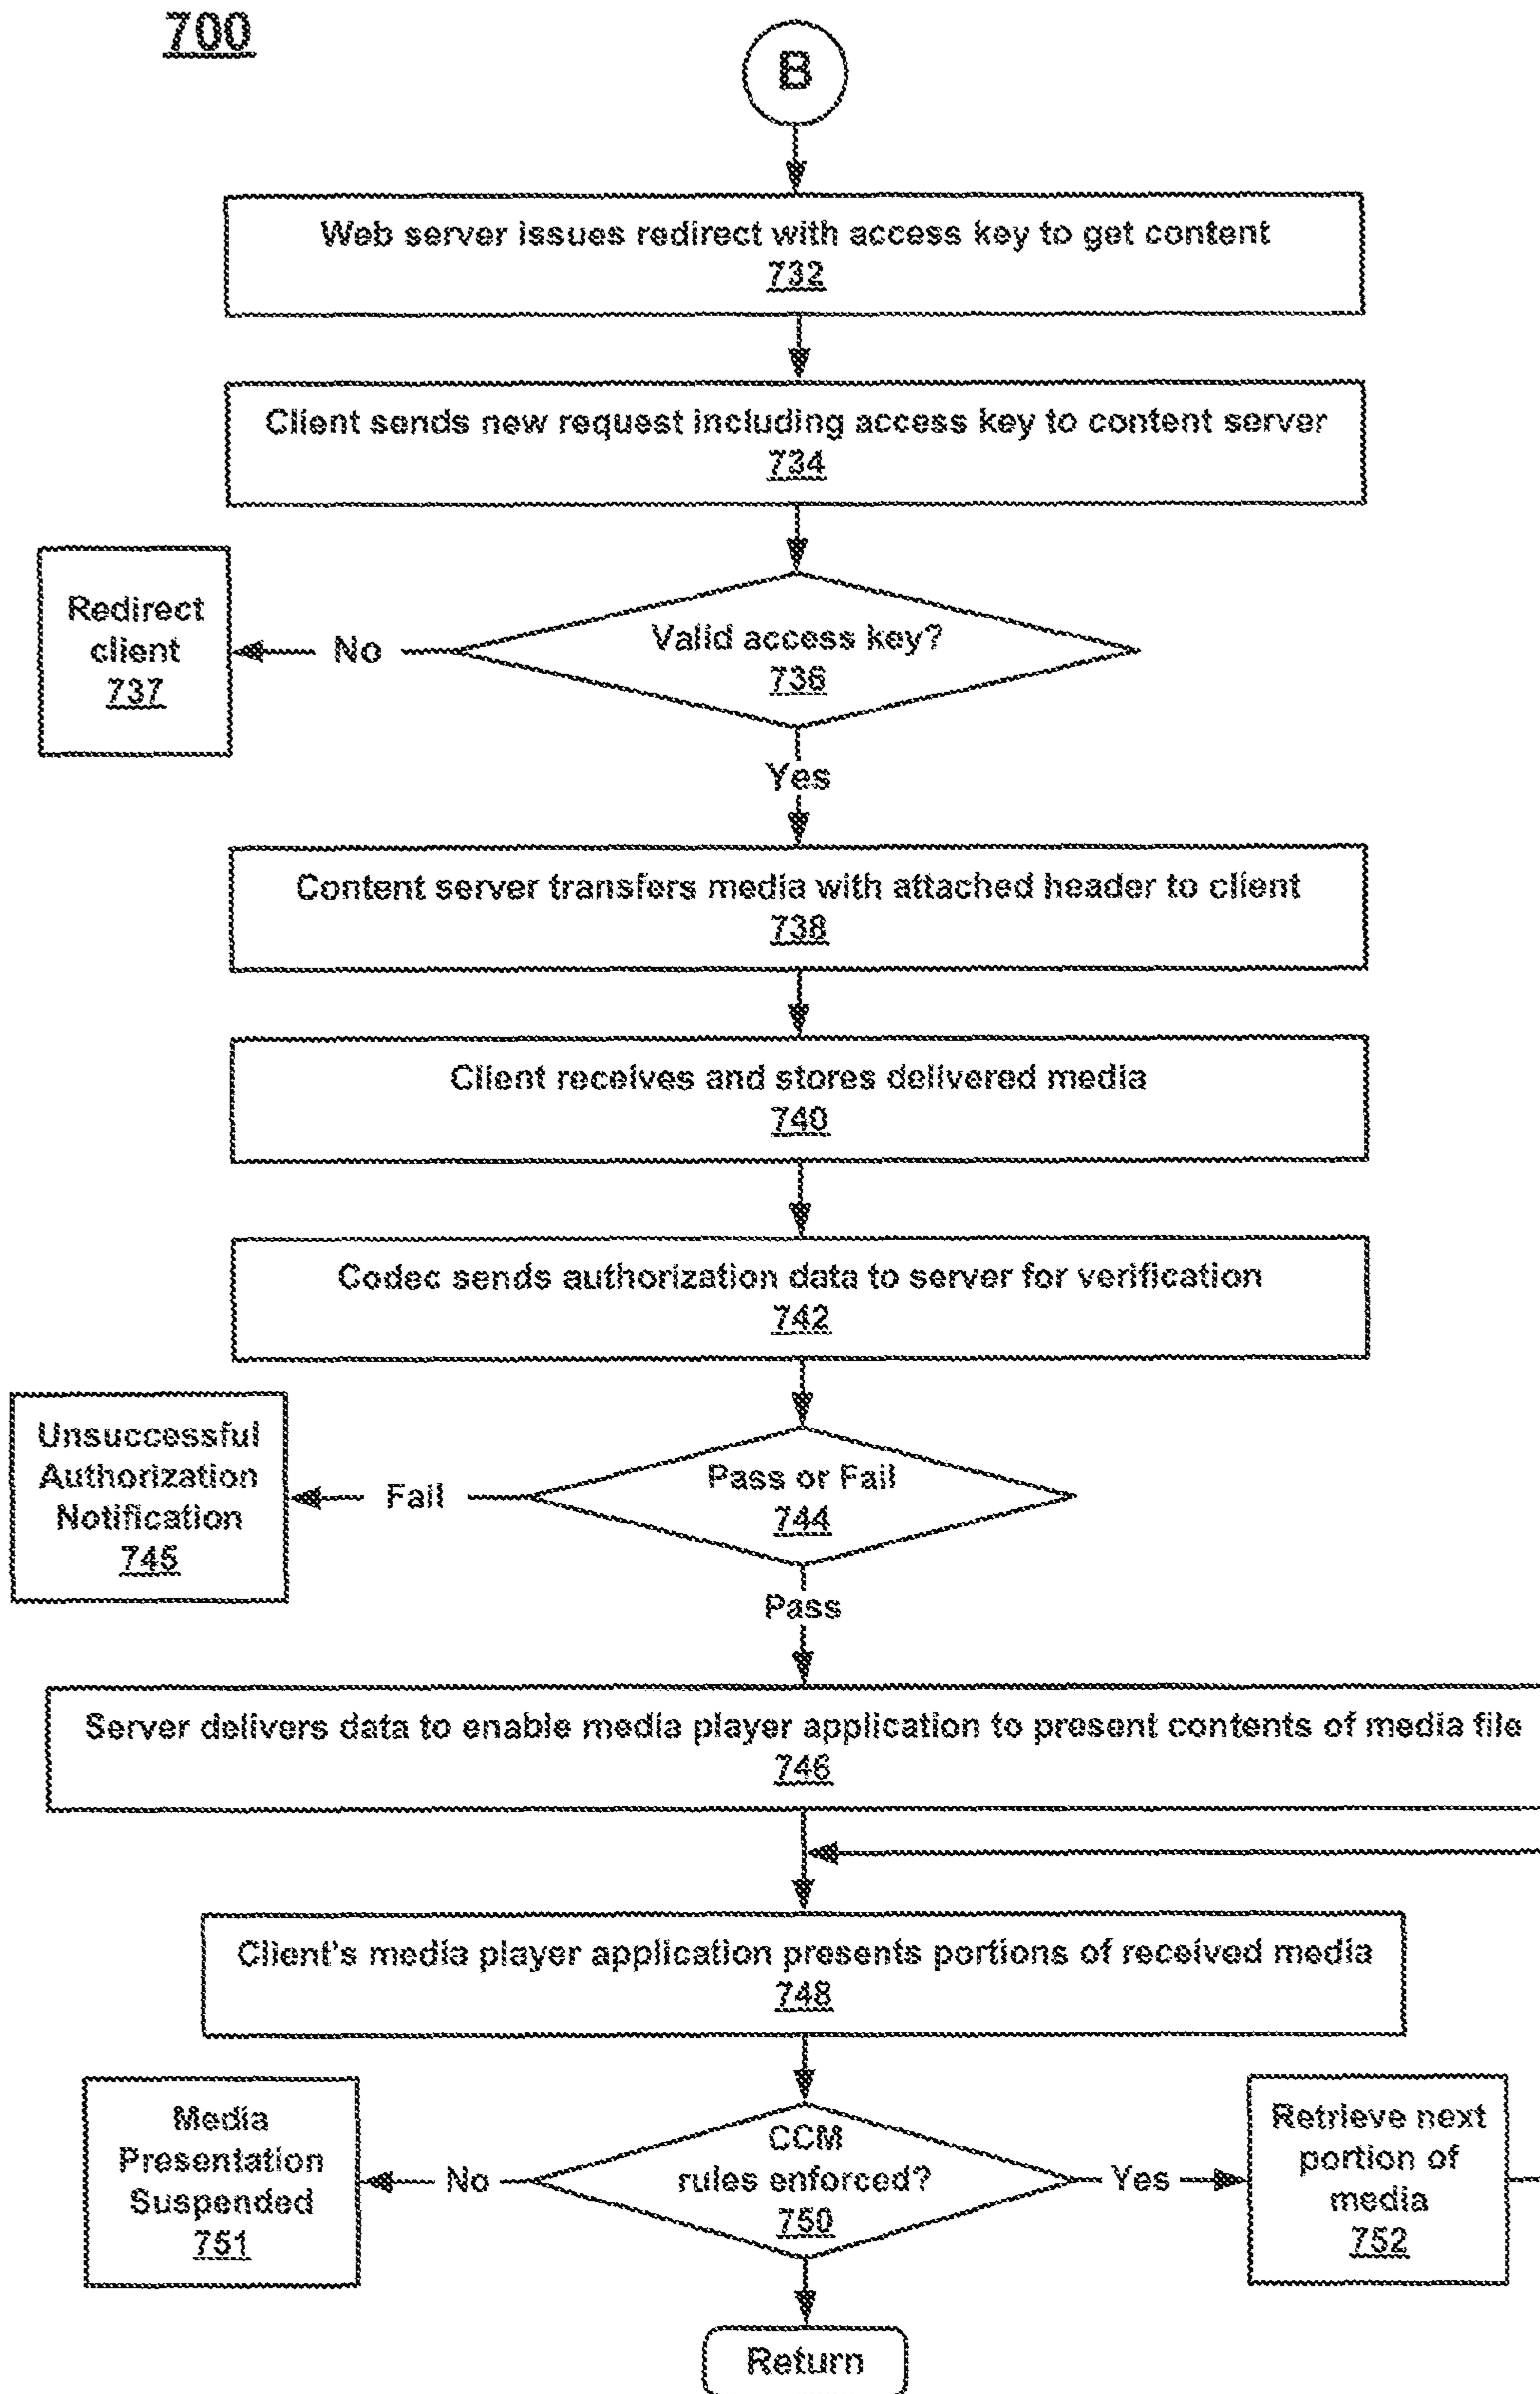 700
B
Web server issues redirect with access key to get content
732
Client sends new request including access key to content server
734
Redirect
client
737
No
Valid access key?
736
Yes
Content server transfers media with attached header to client
738
Client receives and stores delivered media
740
Codec sends authorization data to server for verification
742
Unsuccessful
Authorization
Notification
745
Fail
Pass or Fail
744
Pass
Server delivers data to enable media player application to present contents of media file
746
Client's media player application presents portions of received media
748
Media
Presentation
Suspended
751
No
CCM
rules enforced?
750
Yes
Retrieve next
portion of
media
752
Return